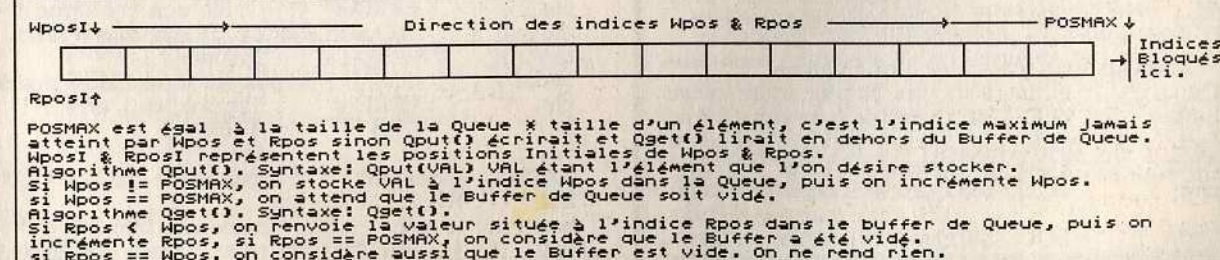 WposI↓ Direction des indices Wpos & Rpos POSMAX ↓
Indices
Bloqués
ici.
RposI↑
POSMAX est égal à la taille de la Queue * taille d'un élément, c'est l'indice maximum jamais
atteint par Wpos et Rpos sinon Qput() écrirait et Qget() lirait en dehors du Buffer de Queue.
WposI & RposI représentent les positions Initiales de Wpos & Rpos.
Algorithme Qput(). Syntaxe: Qput(VAL) VAL étant l'élément que l'on désire stocker.
Si Wpos != POSMAX, on stocke VAL à l'indice Wpos dans la Queue, puis on incrémente Wpos.
si Wpos == POSMAX, on attend que le Buffer de Queue soit vidé.
Algorithme Qget(). Syntaxe: Qget().
Si Rpos < Wpos, on renvoie la valeur située à l'indice Rpos dans le buffer de Queue, puis on
incrémente Rpos, si Rpos == POSMAX, on considère que le Buffer a été vidé.
si Rpos == Wpos, on considère aussi que le Buffer est vide. On ne rend rien.